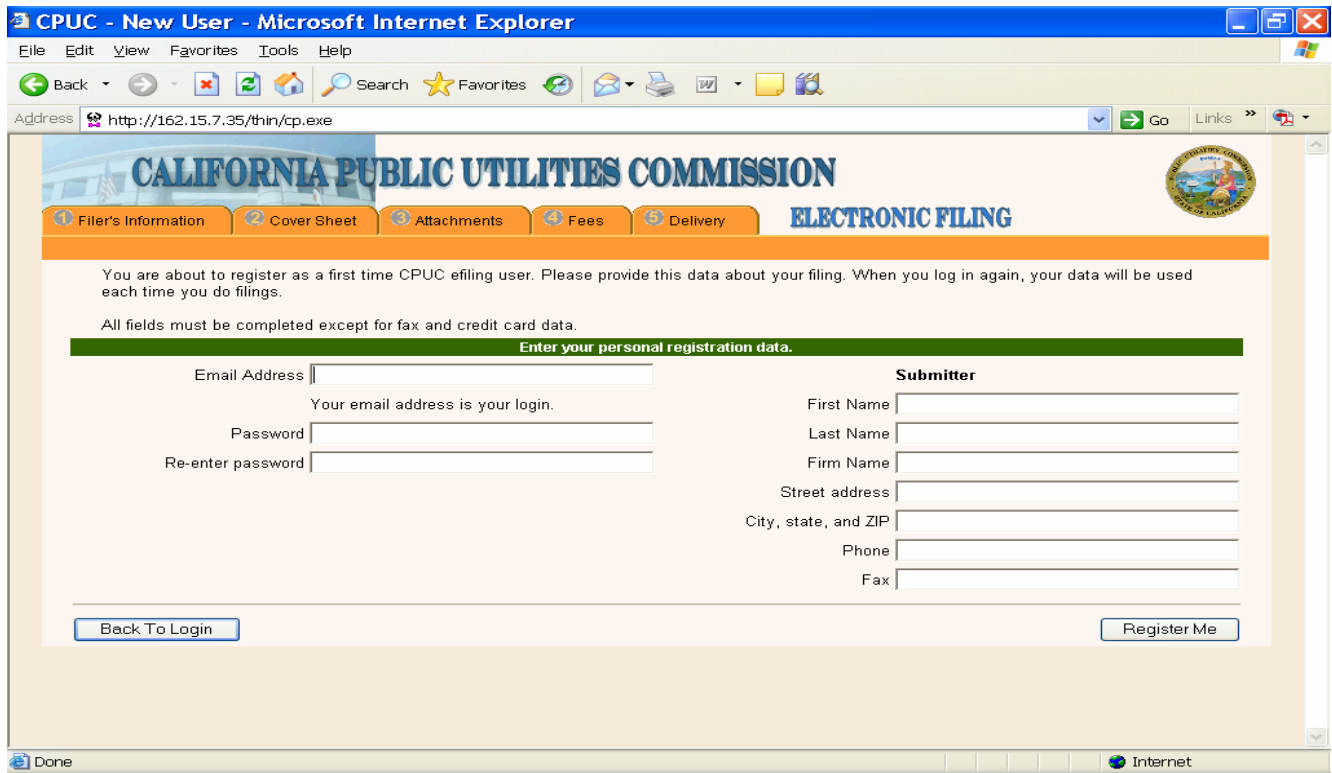 CPUC - New User - Microsoft Internet Explorer
File Edit View Favorites Tools Help
Back Search Favorites
Address http://162.15.7.35/thin/cp.exe Go Links »
CALIFORNIA PUBLIC UTILITIES COMMISSION
1 Filer's Information 2 Cover Sheet 3 Attachments 4 Fees 5 Delivery ELECTRONIC FILING
You are about to register as a first time CPUC efiling user. Please provide this data about your filing. When you log in again, your data will be used
each time you do filings.
All fields must be completed except for fax and credit card data.
Enter your personal registration data.
Email Address
Your email address is your login.
Password
Re-enter password
Submitter
First Name
Last Name
Firm Name
Street address
City, state, and ZIP
Phone
Fax
Back To Login Register Me
Done Internet